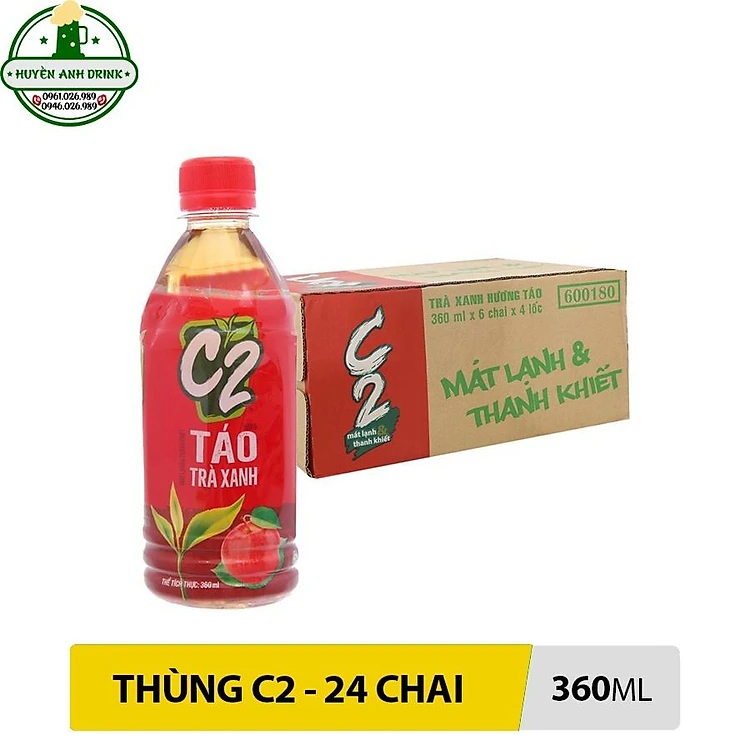 HUYỀN ANH DRINK
0961.026.989
0946.026.989
C2
TÁO
TRÀ XANH
THỂ TÍCH THỰC: 360ml
C2
mát lạnh &
thanh khiết
TRÀ XANH HƯƠNG TÁO
360 ml x 6 chai x 4 lốc
600180
MÁT LẠNH &
THANH KHIẾT
THÙNG C2 - 24 CHAI
360ML